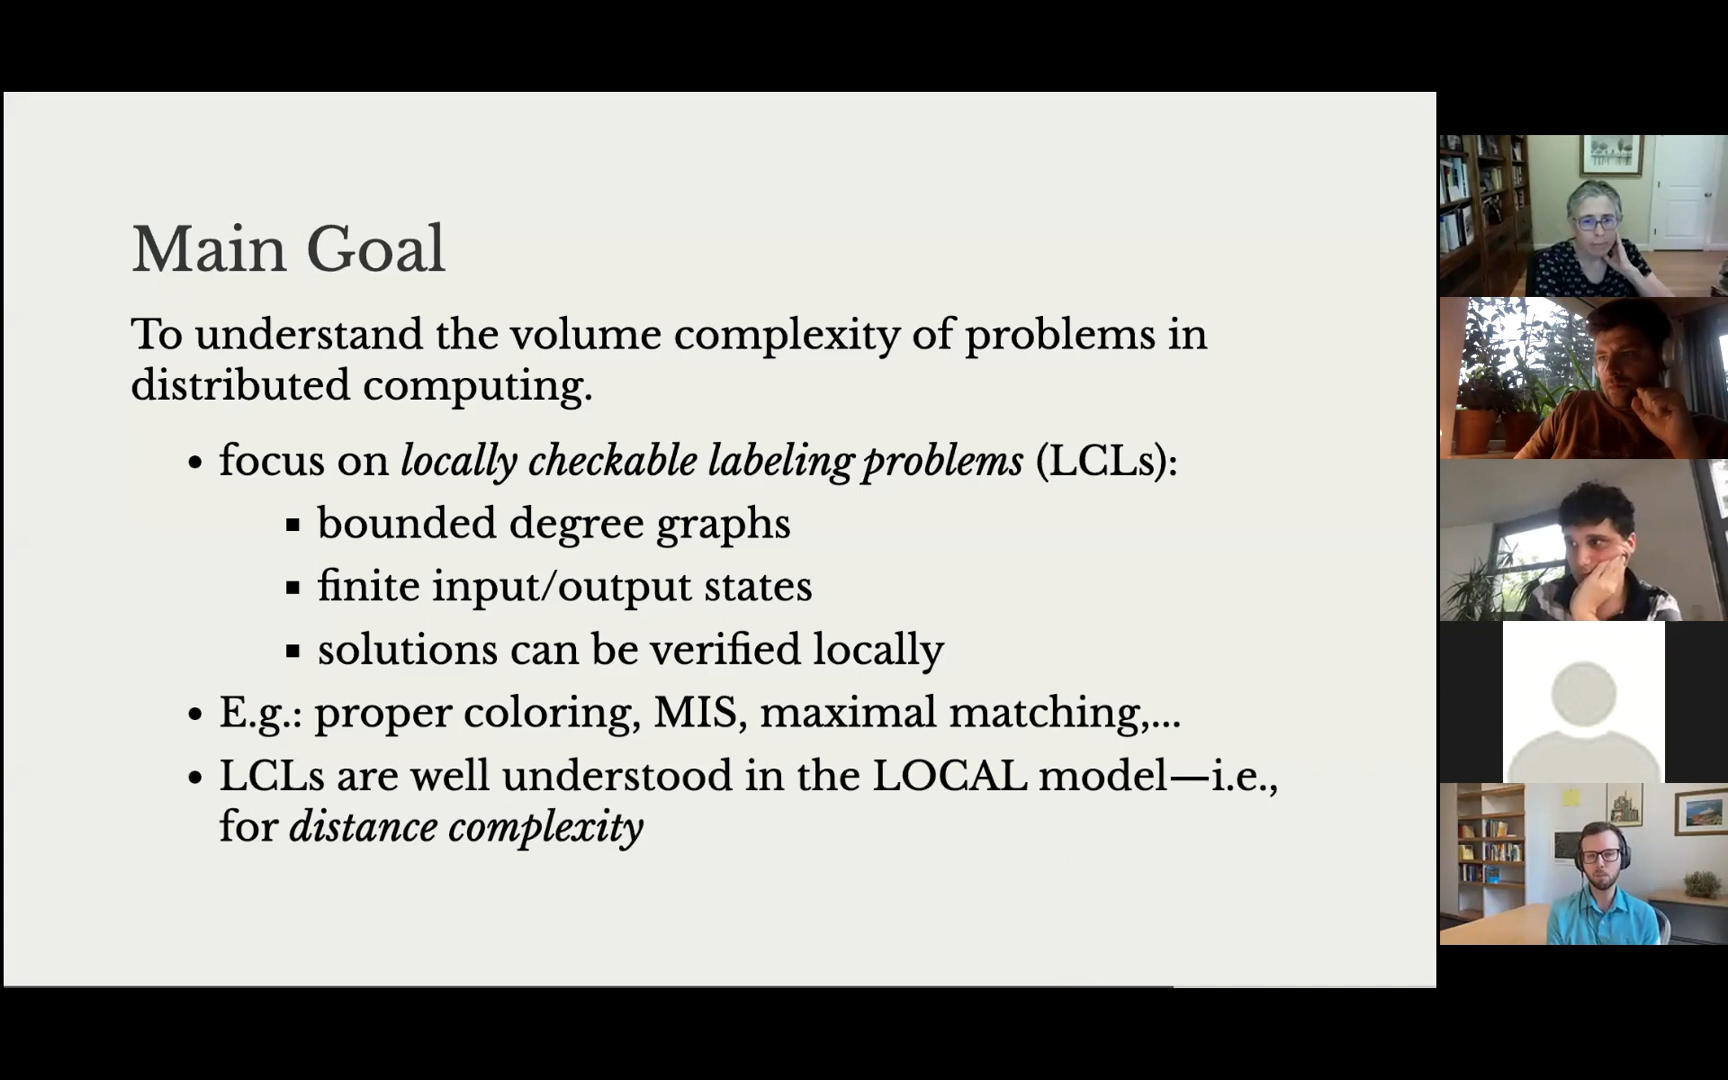 Main Goal
To understand the volume complexity of problems in
distributed computing.
• focus on locally checkable labeling problems (LCLs):
▪ bounded degree graphs
▪ finite input/output states
▪ solutions can be verified locally
• E.g.: proper coloring, MIS, maximal matching,...
• LCLs are well understood in the LOCAL model—i.e.,
for distance complexity